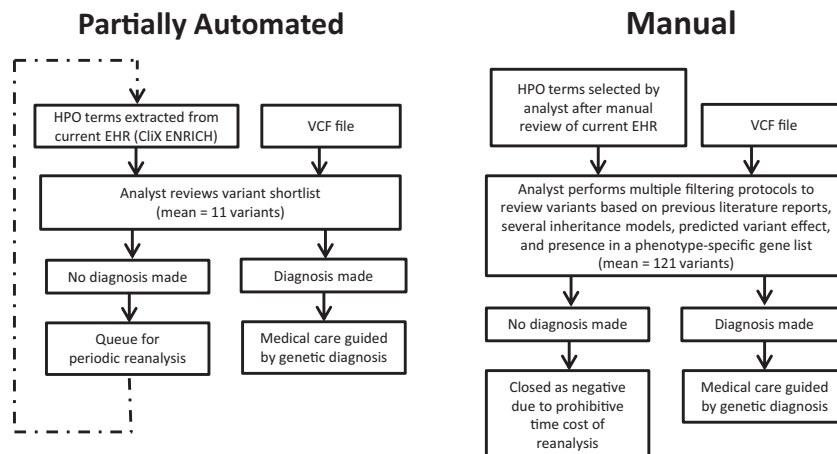 Partially Automated
HPO terms extracted from
current EHR (CliX ENRICH)
VCF file
Analyst reviews variant shortlist
(mean = 11 variants)
No diagnosis made
Diagnosis made
Queue for
periodic reanalysis
Medical care guided
by genetic diagnosis
Manual
HPO terms selected by
analyst after manual
review of current EHR
VCF file
Analyst performs multiple filtering protocols to
review variants based on previous literature reports,
several inheritance models, predicted variant effect,
and presence in a phenotype-specific gene list
(mean = 121 variants)
No diagnosis made
Diagnosis made
Closed as negative
due to prohibitive
time cost of
reanalysis
Medical care guided
by genetic diagnosis